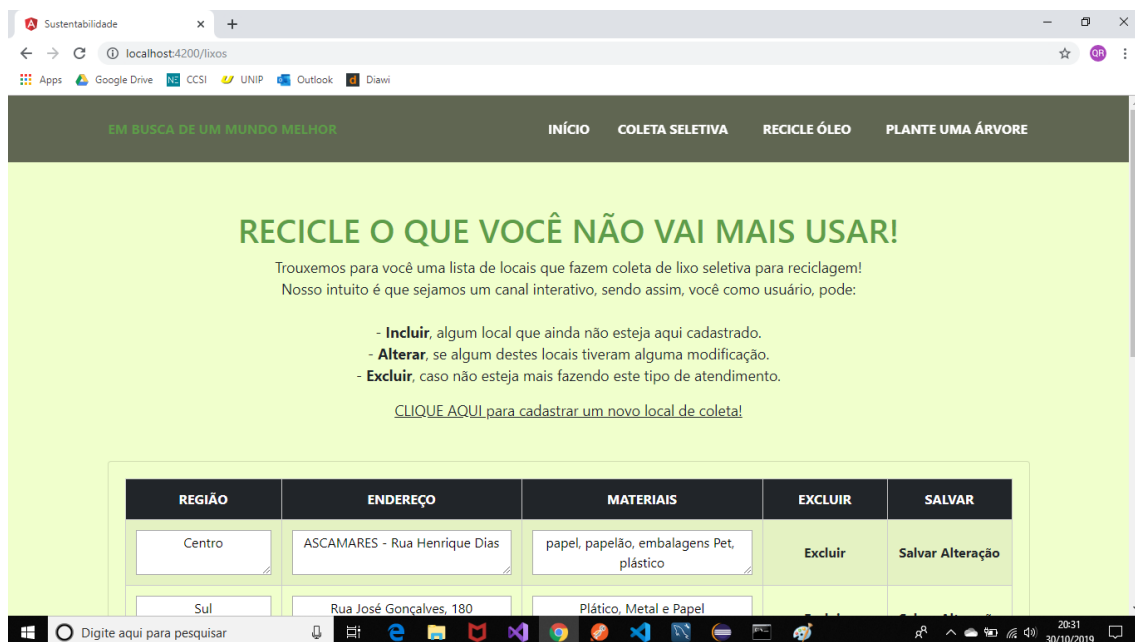 Sustentabilidade
localhost:4200/lixos
QR
Apps Google Drive CCSI UNIP Outlook Diawi
EM BUSCA DE UM MUNDO MELHOR INÍCIO COLETA SELETIVA RECICLE ÓLEO PLANTE UMA ÁRVORE
RECICLE O QUE VOCÊ NÃO VAI MAIS USAR!
Trouxemos para você uma lista de locais que fazem coleta de lixo seletiva para reciclagem!
Nosso intuito é que sejamos um canal interativo, sendo assim, você como usuário, pode:
- Incluir, algum local que ainda não esteja aqui cadastrado.
- Alterar, se algum destes locais tiveram alguma modificação.
- Excluir, caso não esteja mais fazendo este tipo de atendimento.
CLIQUE AQUI para cadastrar um novo local de coleta!
REGIÃO ENDEREÇO MATERIAIS EXCLUIR SALVAR
Centro ASCAMARES - Rua Henrique Dias papel, papelão, embalagens Pet,
plástico Excluir Salvar Alteração
Sul Rua José Gonçalves, 180 Plático, Metal e Papel
Digite aqui para pesquisar
20:31
30/10/2019